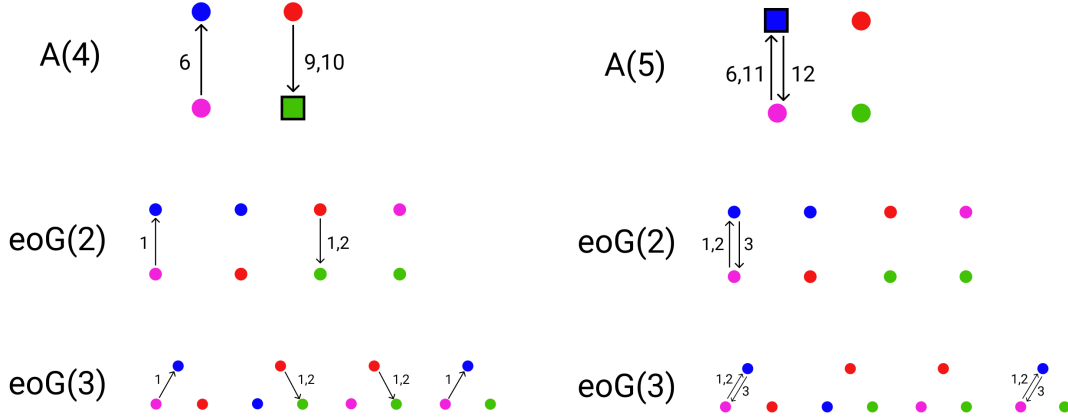 A(4)
6
9,10
eoG(2)
1
1,2
eoG(3)
1
1,2
1,2
1
A(5)
6,11
12
eoG(2)
1,2
3
eoG(3)
1,2
3
1,2
3